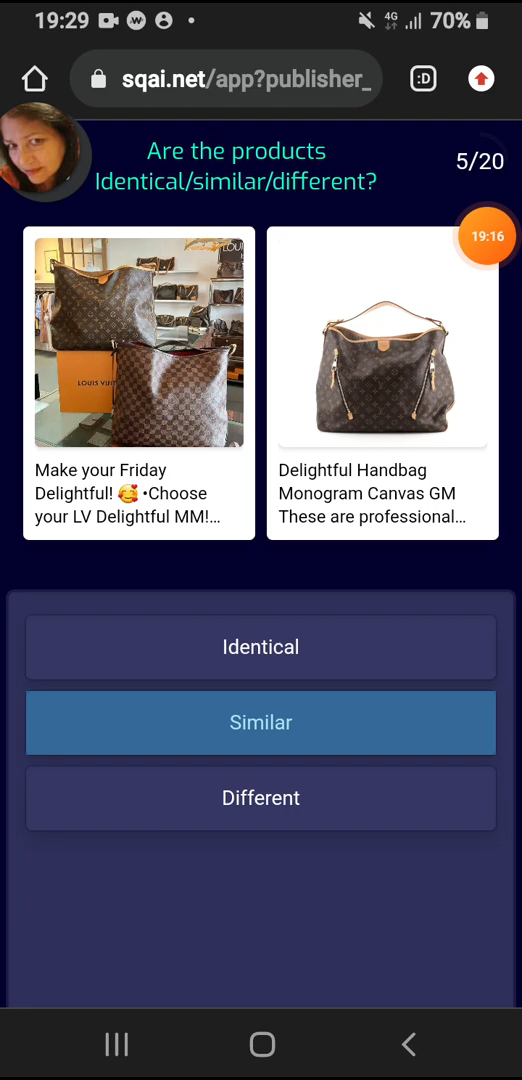 19:29
4G
70%
sqai.net/app?publisher_
:D
Are the products
Identical/similar/different?
5/20
19:16
LOUIS VUIT
Make your Friday
Delightful! 🥰 •Choose
your LV Delightful MM!...
Delightful Handbag
Monogram Canvas GM
These are professional...
Identical
Similar
Different